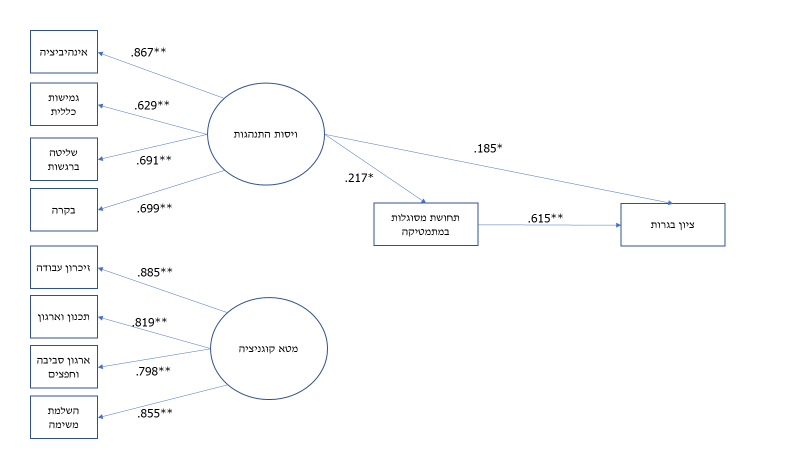 אינהיביציה
.867**
גמישות
כללית
.629**
שליטה
ברגשות
.691**
בקרה
.699**
ויסות התנהגות
.185*
.217*
תחושת מסוגלות
במתמטיקה
.615**
ציון בגרות
זיכרון עבודה
.885**
תכנון וארגון
.819**
ארגון סביבה
וחפצים
.798**
השלמת
משימה
.855**
מטא קוגניציה